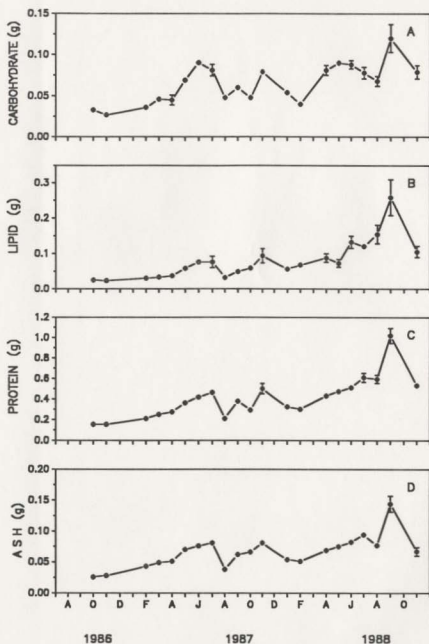 0.15
0.10
0.05
0.00
CARBOHYDRATE (g)
A
0.3
0.2
0.1
0.0
LIPID (g)
B
1.2
1.0
0.8
0.6
0.4
0.2
0.0
PROTEIN (g)
C
0.20
0.15
0.10
0.05
0.00
ASH (g)
D
A O D F A J A O D F A J A O
1986 1987 1988